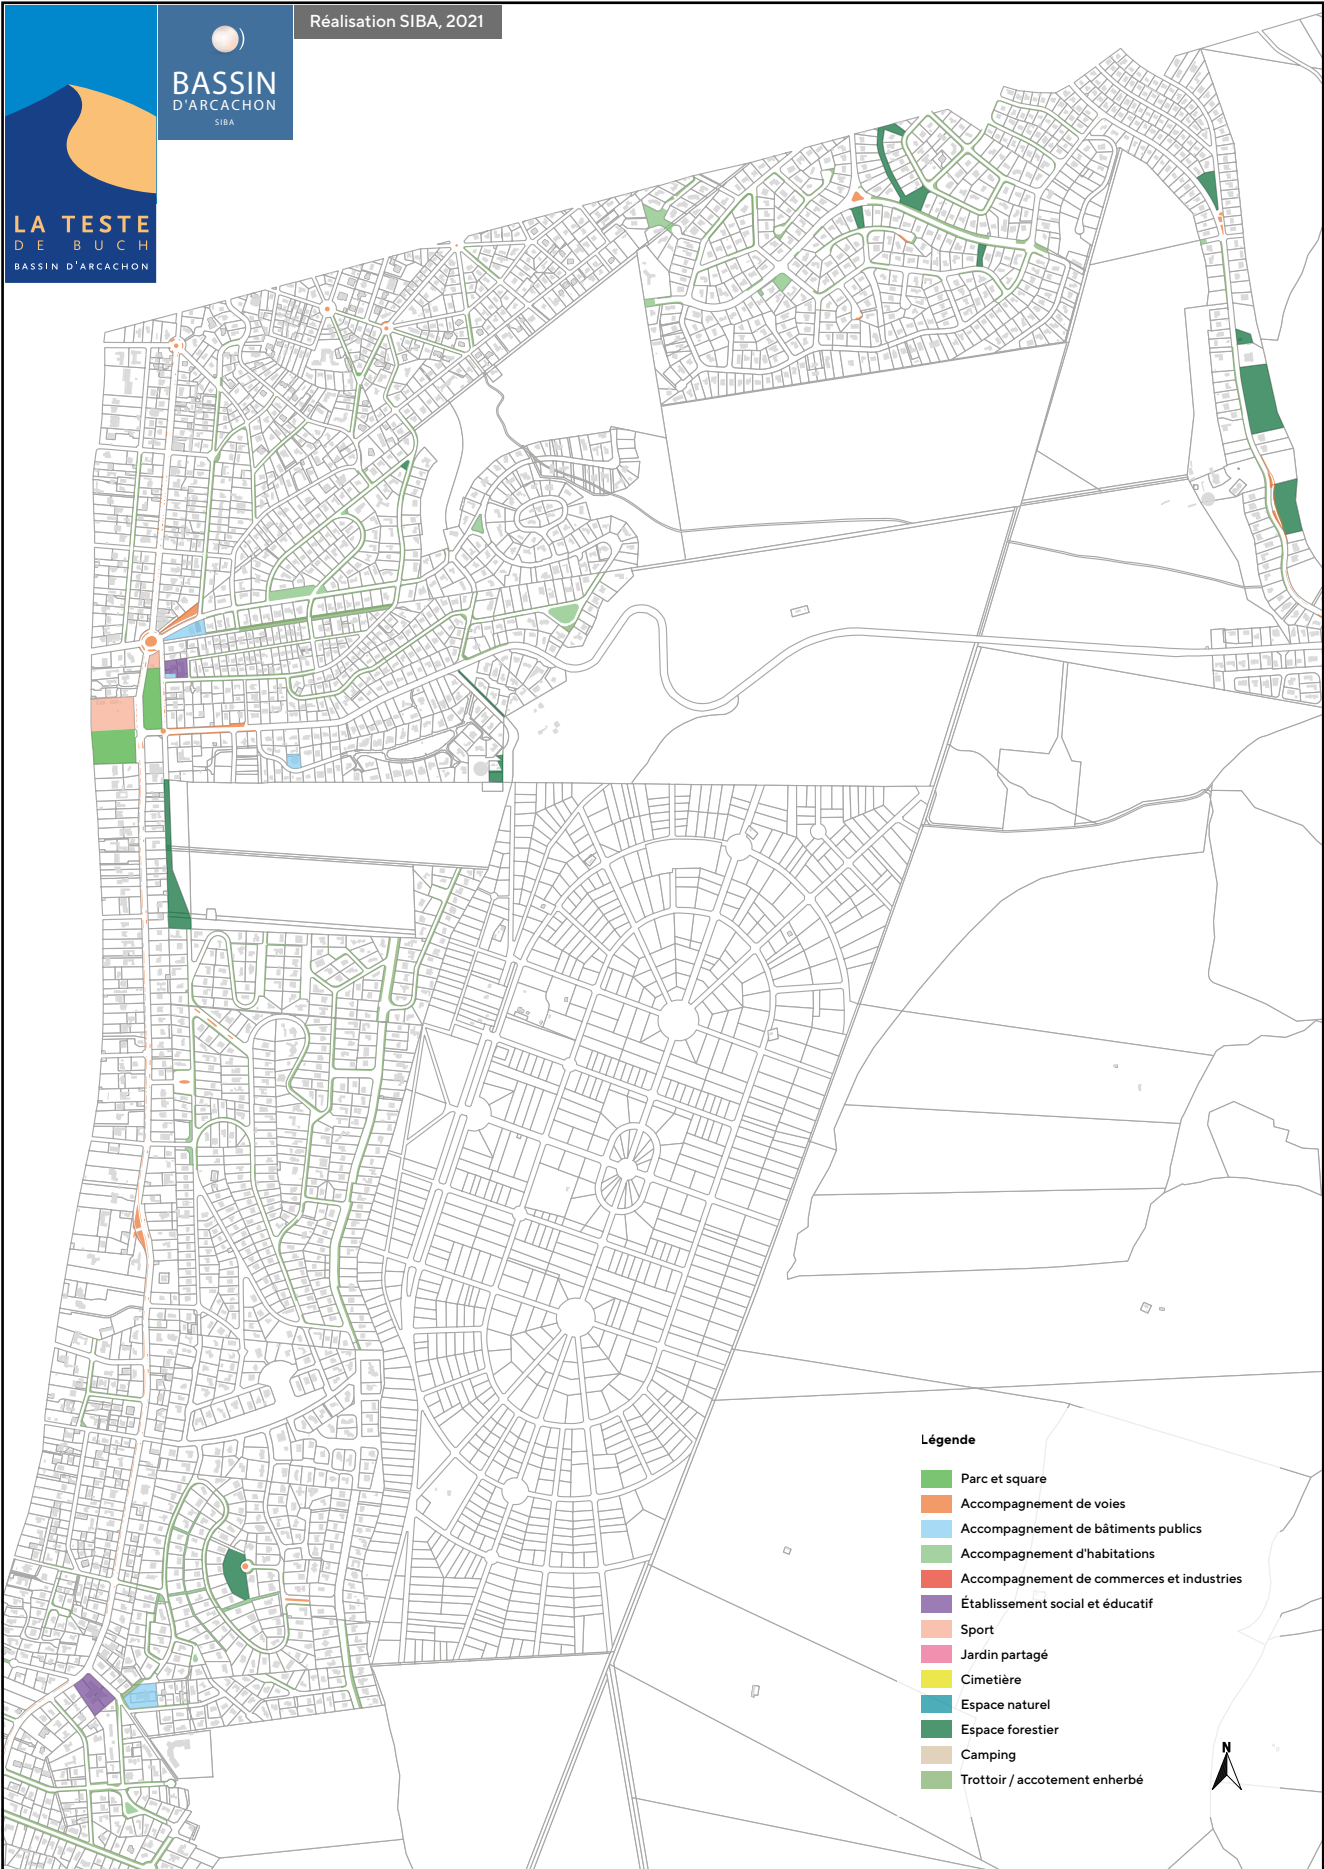 Réalisation SIBA, 2021
BASSIN
D'ARCACHON
SIBA
LA TESTE
DE BUCH
BASSIN D'ARCACHON
Légende
Parc et square
Accompagnement de voies
Accompagnement de bâtiments publics
Accompagnement d'habitations
Accompagnement de commerces et industries
Établissement social et éducatif
Sport
Jardin partagé
Cimetière
Espace naturel
Espace forestier
Camping
Trottoir / accotement enherbé
N